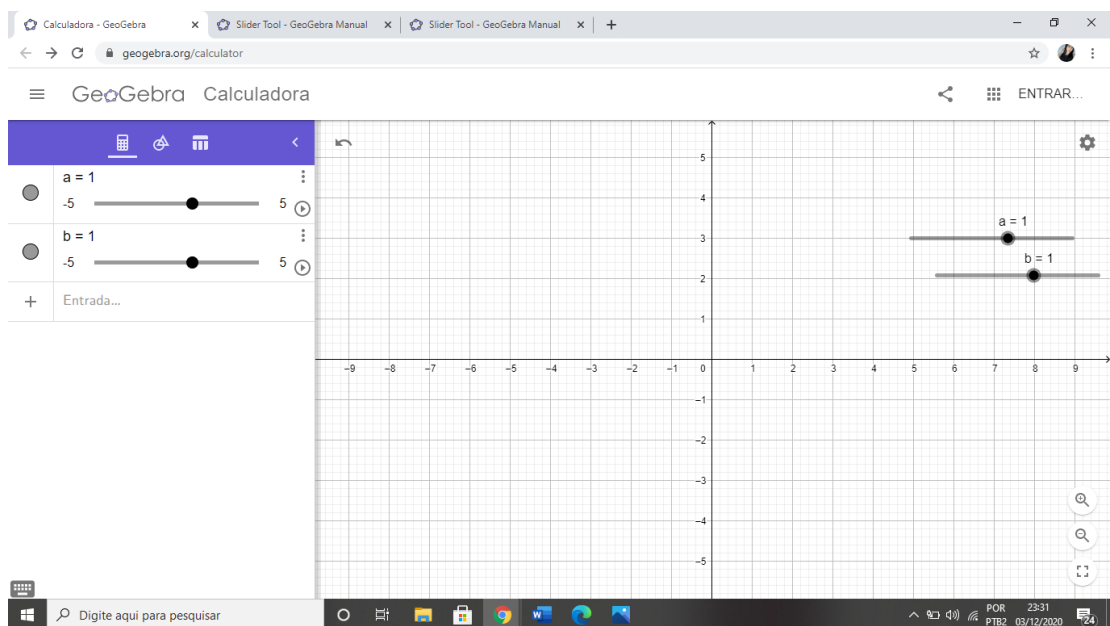 Calculadora - GeoGebra
Slider Tool - GeoGebra Manual
Slider Tool - GeoGebra Manual
geogebra.org/calculator
GeoGebra Calculadora
ENTRAR...
a = 1
-5
5
b = 1
-5
5
Entrada...
a = 1
b = 1
5
4
3
2
1
–9 –8 –7 –6 –5 –4 –3 –2 –1 0 1 2 3 4 5 6 7 8 9
–1
–2
–3
–4
–5
Digite aqui para pesquisar
POR
PTB2
23:31
03/12/2020
24